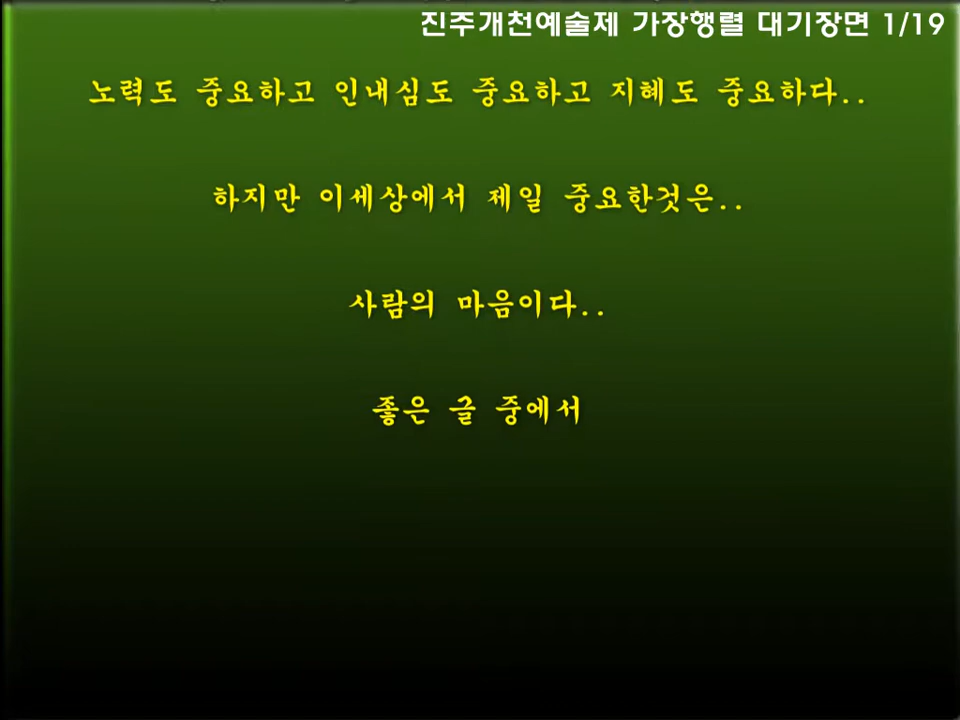 진주개천예술제 가장행렬 대기장면 1/19
노력도 중요하고 인내심도 중요하고 지혜도 중요하다..
하지만 이세상에서 제일 중요한것은..
사람의 마음이다..
좋은 글 중에서